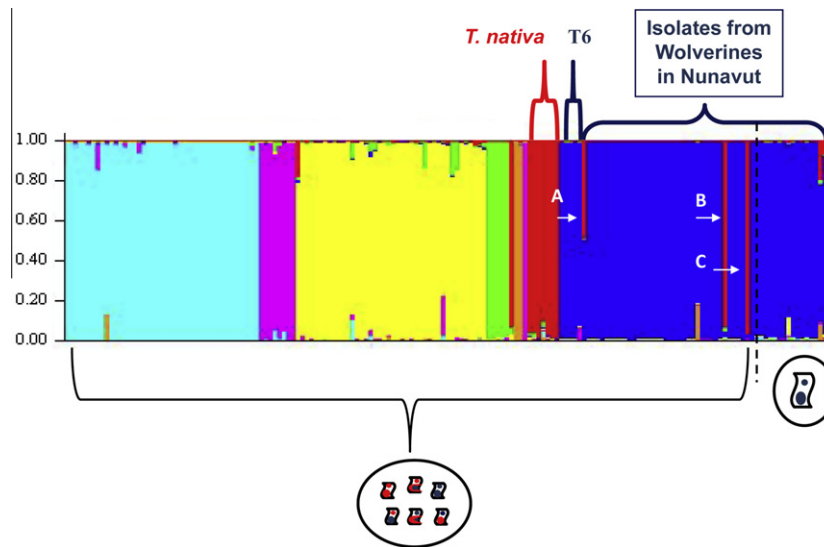 T. nativa
T6
Isolates from
Wolverines
in Nunavut
1.00
0.80
0.60
0.40
0.20
0.00
A
B
C